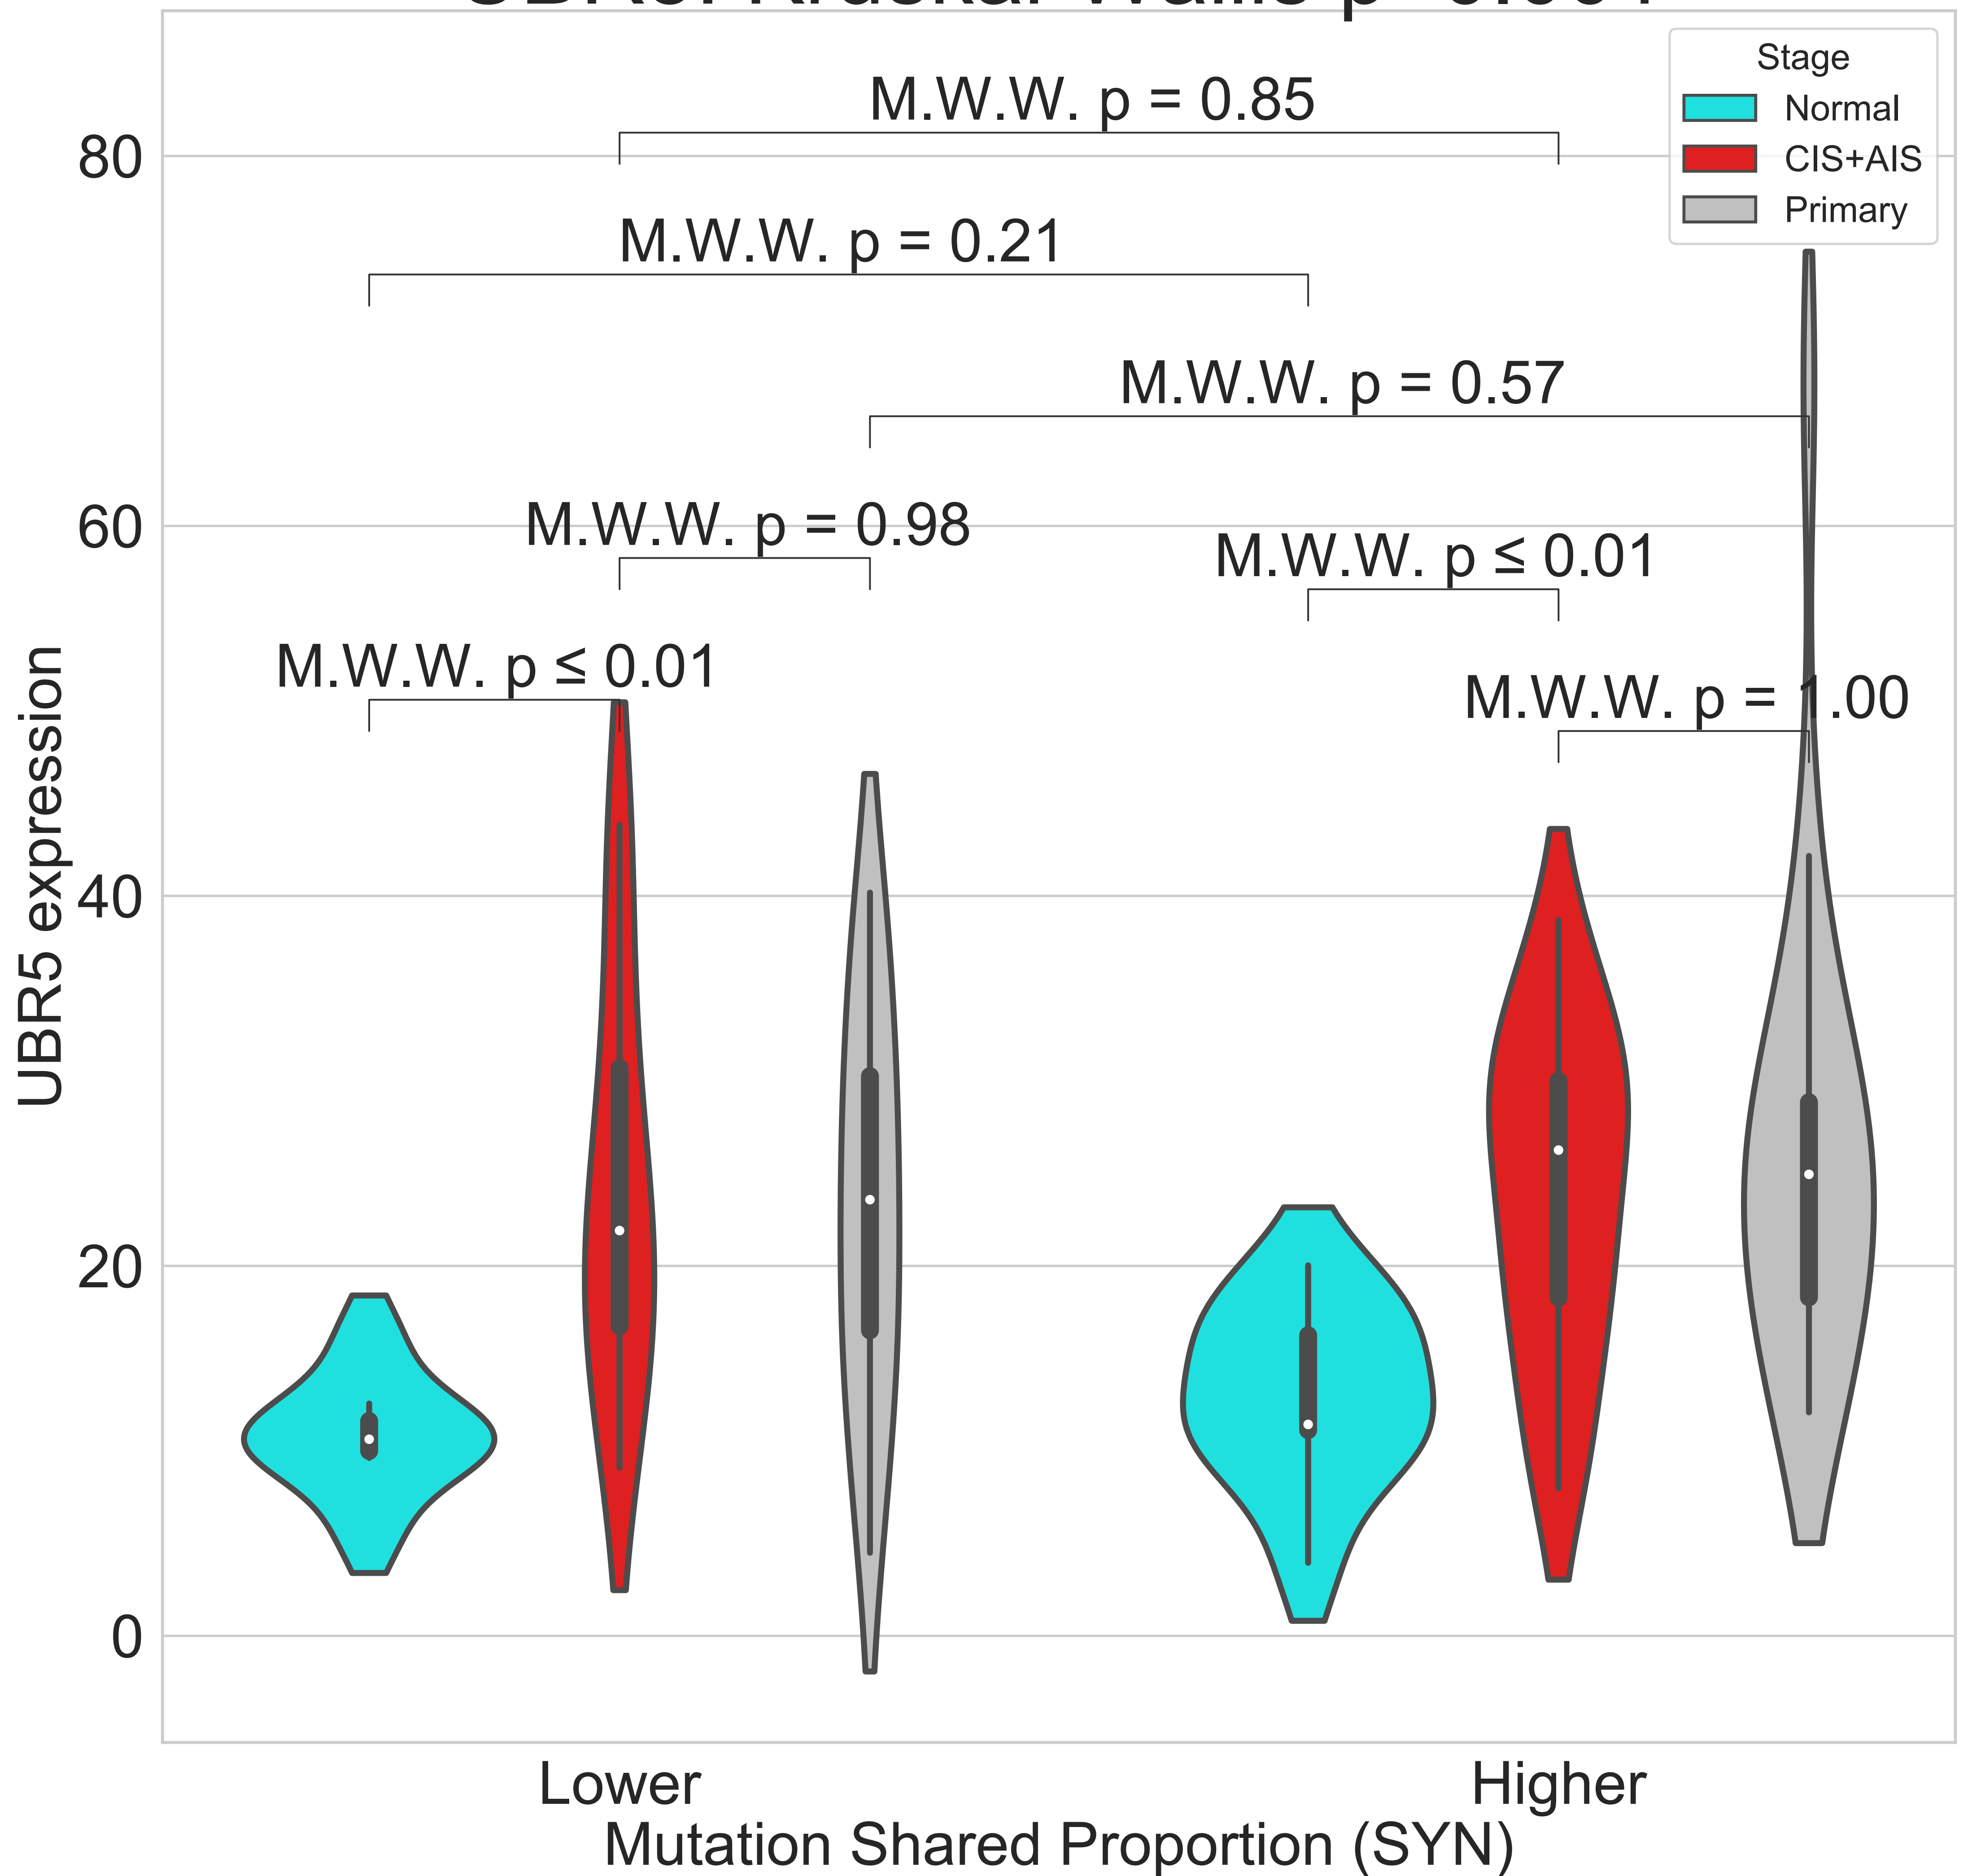 Stage
Normal
CIS+AIS
Primary
M.W.W. p = 0.85
M.W.W. p = 0.21
M.W.W. p = 0.57
M.W.W. p = 0.98
M.W.W. p ≤ 0.01
M.W.W. p ≤ 0.01
M.W.W. p = 1.00
80
60
40
20
0
UBR5 expression
Lower
Higher
Mutation Shared Proportion (SYN)